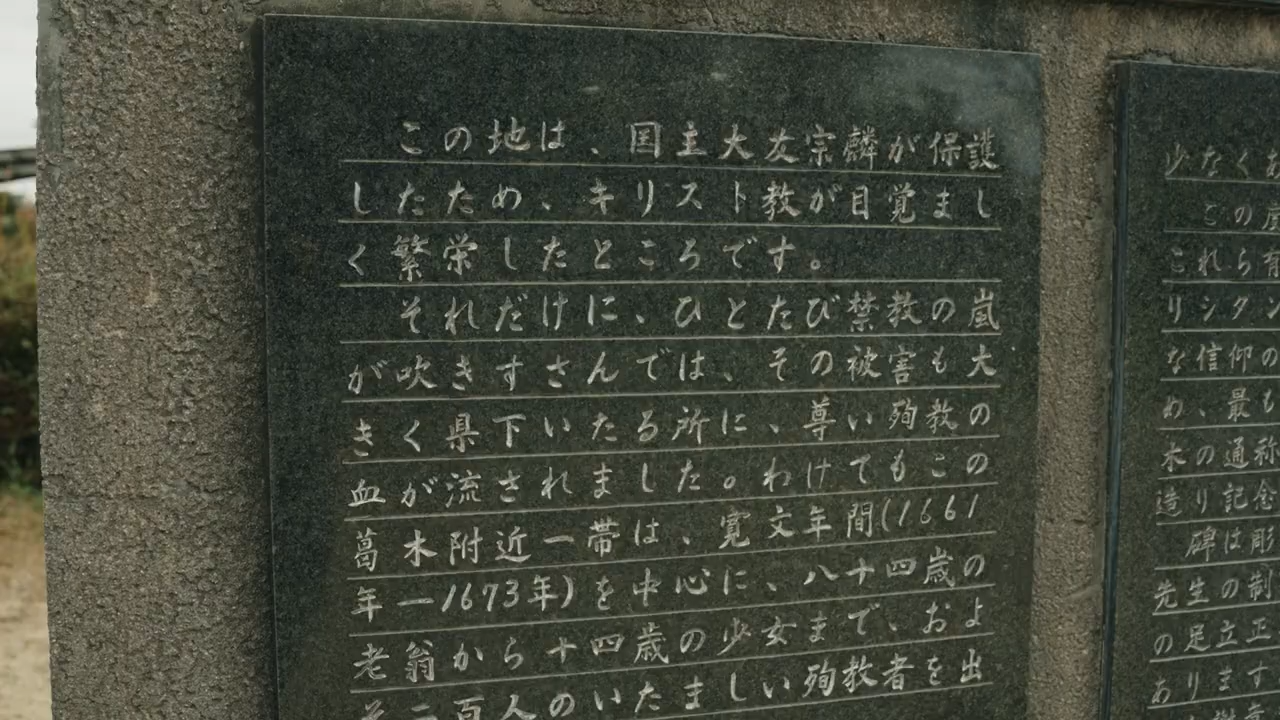 この地は、国主大友宗麟が保護
したため、キリスト教が目覚まし
く繁栄したところです。
それだけに、ひとたび禁教の嵐
が吹きすさんでは、その被害も大
きく県下いたる所に、尊い殉教の
血が流されました。わけてもこの
葛木附近一帯は、寛文年間(1661
年—1673年)を中心に、八十四歳の
老翁から十四歳の少女まで、およ
そ二百人のいたましい殉教者を出
少なくあ
この
これら
リシタン
な信仰の
め、最も
木の通称
造り記念
碑は彫
先生の制
の足立正
あります